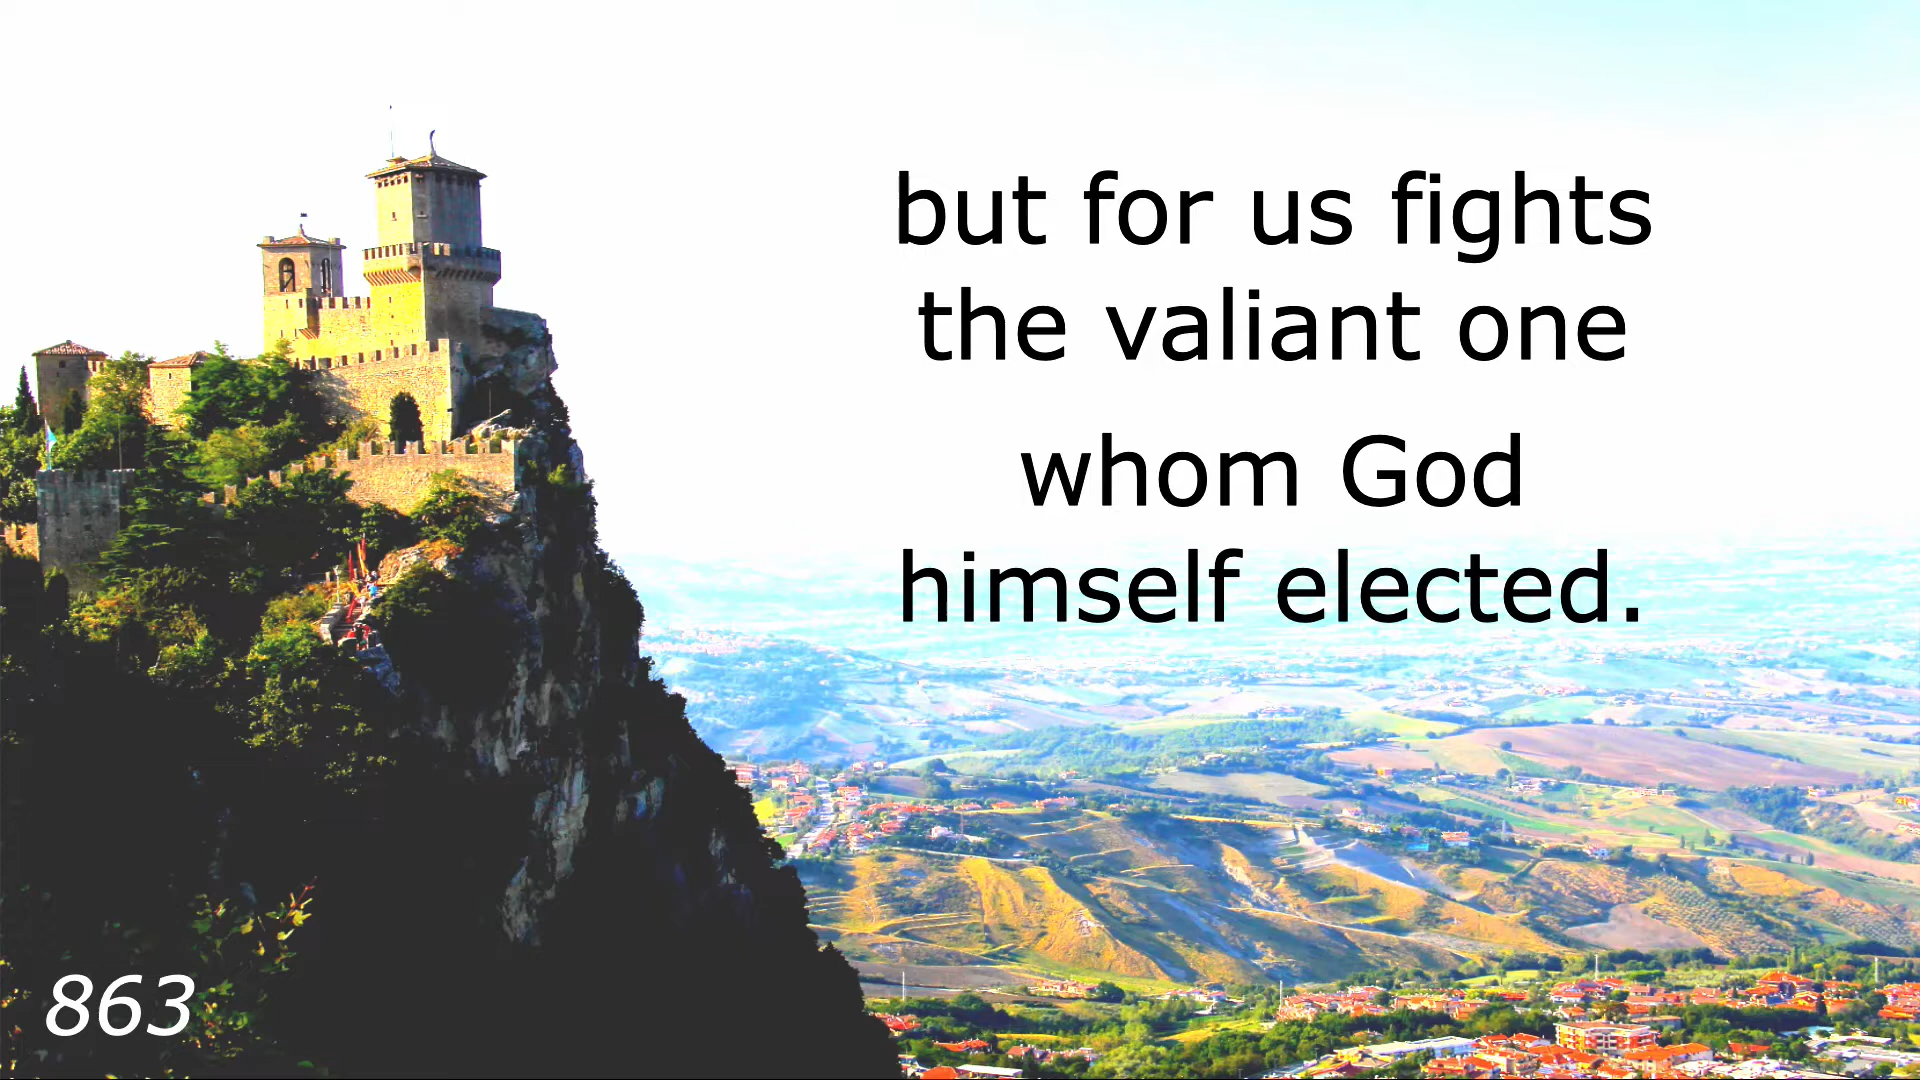 but for us fights
the valiant one
whom God
himself elected.
863